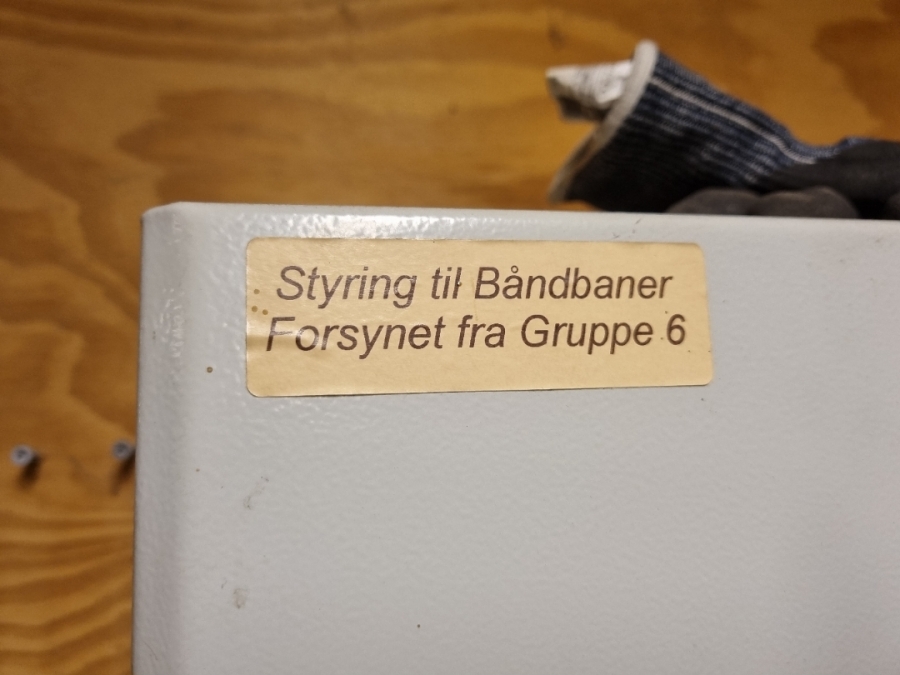 Styring til Båndbaner
Forsynet fra Gruppe 6